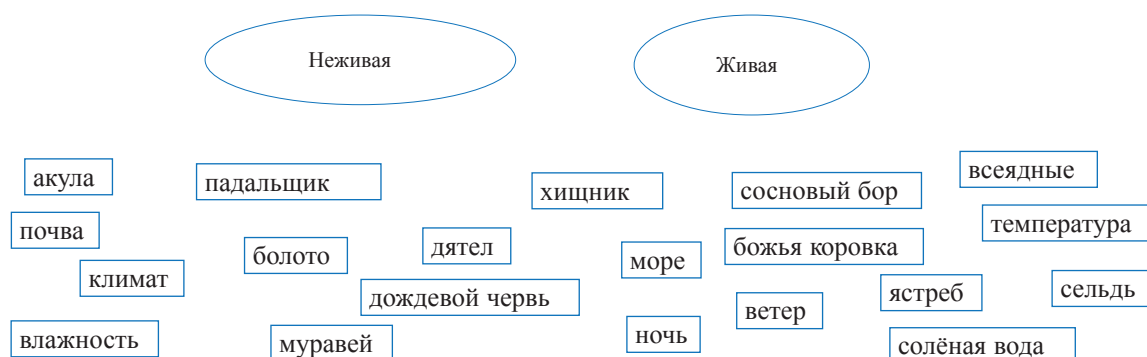 Неживая
Живая
акула
падальщик
хищник
сосновый бор
всеядные
почва
болото
дятел
море
божья коровка
температура
климат
дождевой червь
ветер
ястреб
сельдь
влажность
муравей
ночь
солёная вода